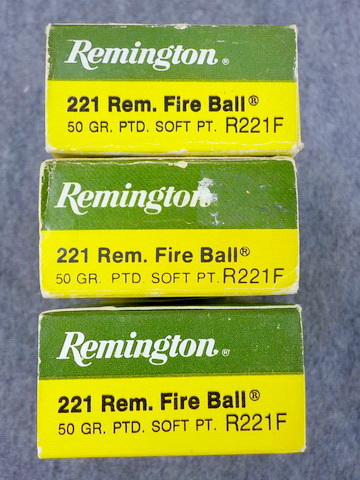 Remington®
221 Rem. Fire Ball®
50 GR. PTD. SOFT PT. R221F
Remington
221 Rem. Fire Ball®
50 GR. PTD. SOFT PT. R221F
Remington®
221 Rem. Fire Ball®
50 GR. PTD. SOFT PT. R221F